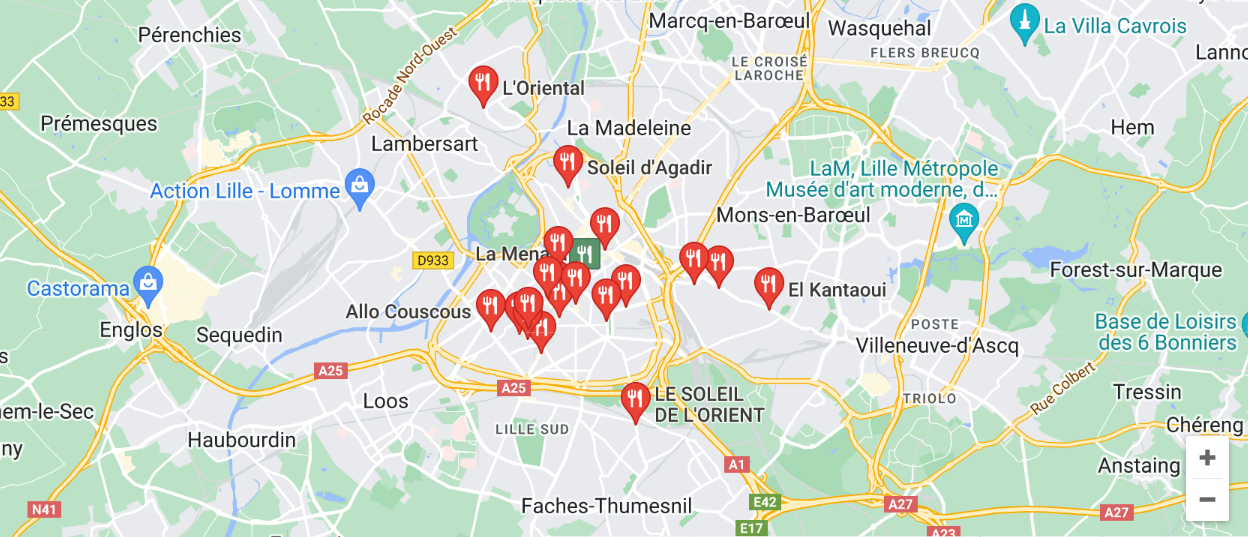 Pérenchies
Marcq-en-Barœul
Wasquehal
La Villa Cavrois
FLERS BREUCQ
Lanno
LE CROISÉ
LAROCHE
Rocade Nord-Ouest
L'Oriental
33
Prémesques
La Madeleine
Hem
Lambersart
Soleil d'Agadir
LaM, Lille Métropole
Musée d'art moderne, d...
Action Lille - Lomme
Mons-en-Barœul
La Mena
D933
Forest-sur-Marque
Castorama
El Kantaoui
Allo Couscous
Englos
Sequedin
POSTE
Base de Loisirs
des 6 Bonniers
Villeneuve-d'Ascq
s
A25
A25
Rue Colbert
LE SOLEIL
DE L'ORIENT
Tressin
TRIOLO
Loos
em-le-Sec
LILLE SUD
Chéreng
Haubourdin
ny
A1
Anstaing
Faches-Thumesnil
E42
A27
N41
A27
E17
A23